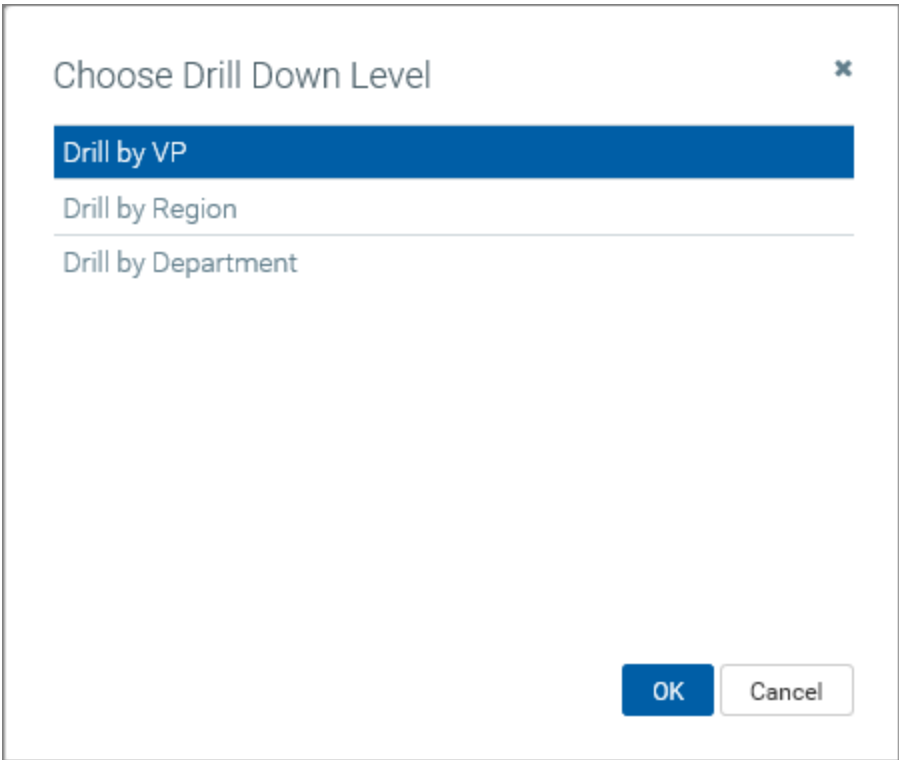 Choose Drill Down Level
Drill by VP
Drill by Region
Drill by Department
OK
Cancel